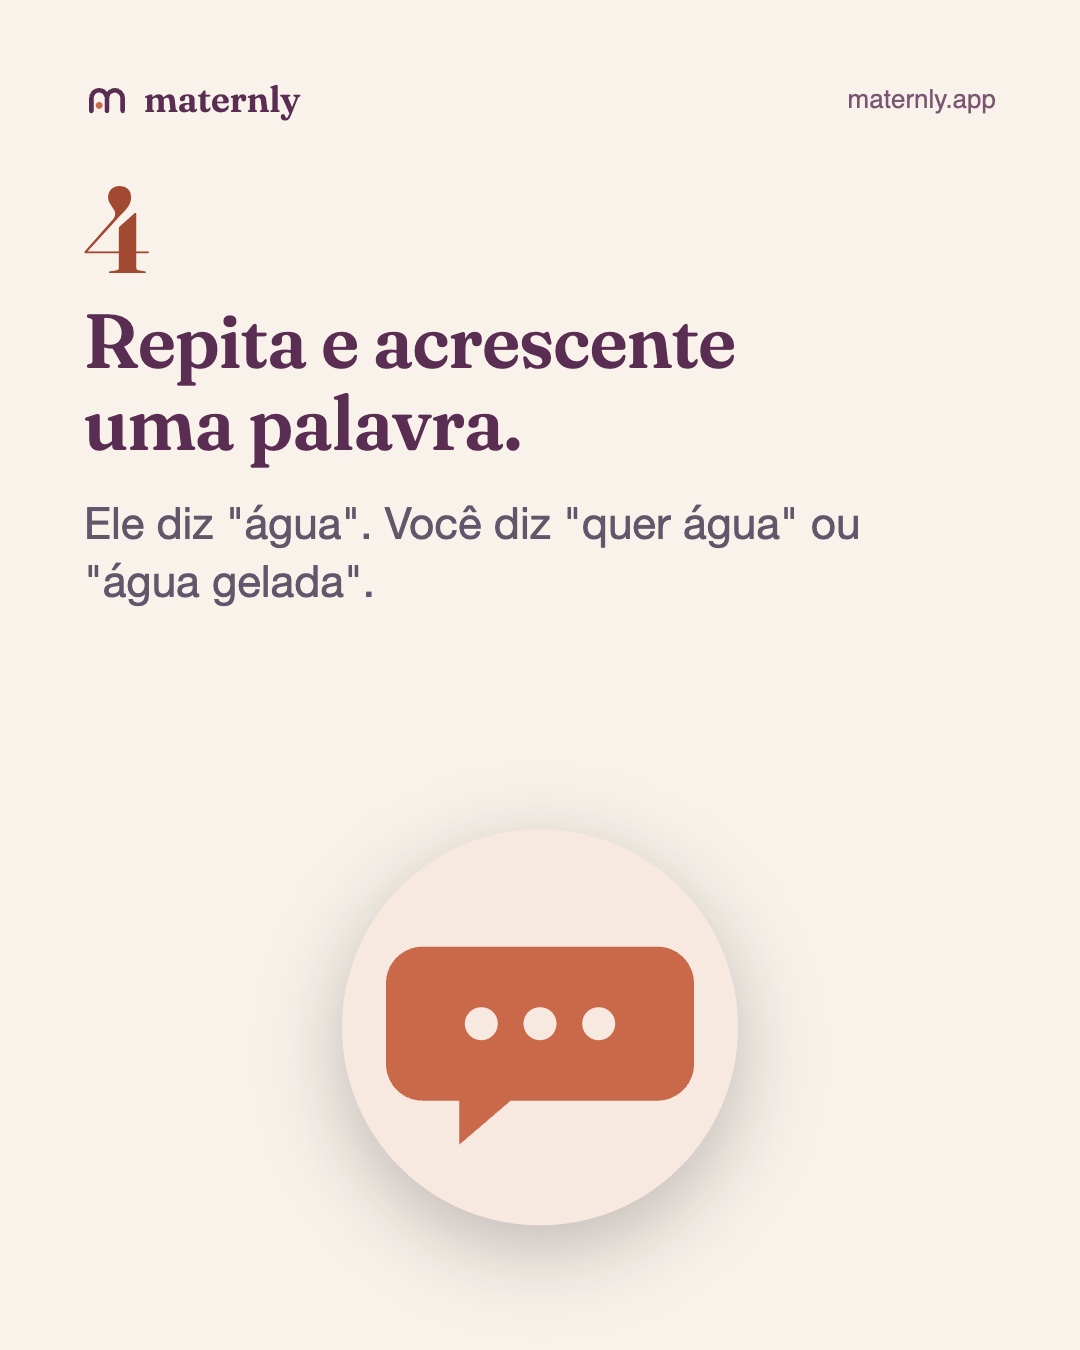 maternly
maternly.app
4
Repita e acrescente
uma palavra.
Ele diz "água". Você diz "quer água" ou
"água gelada".